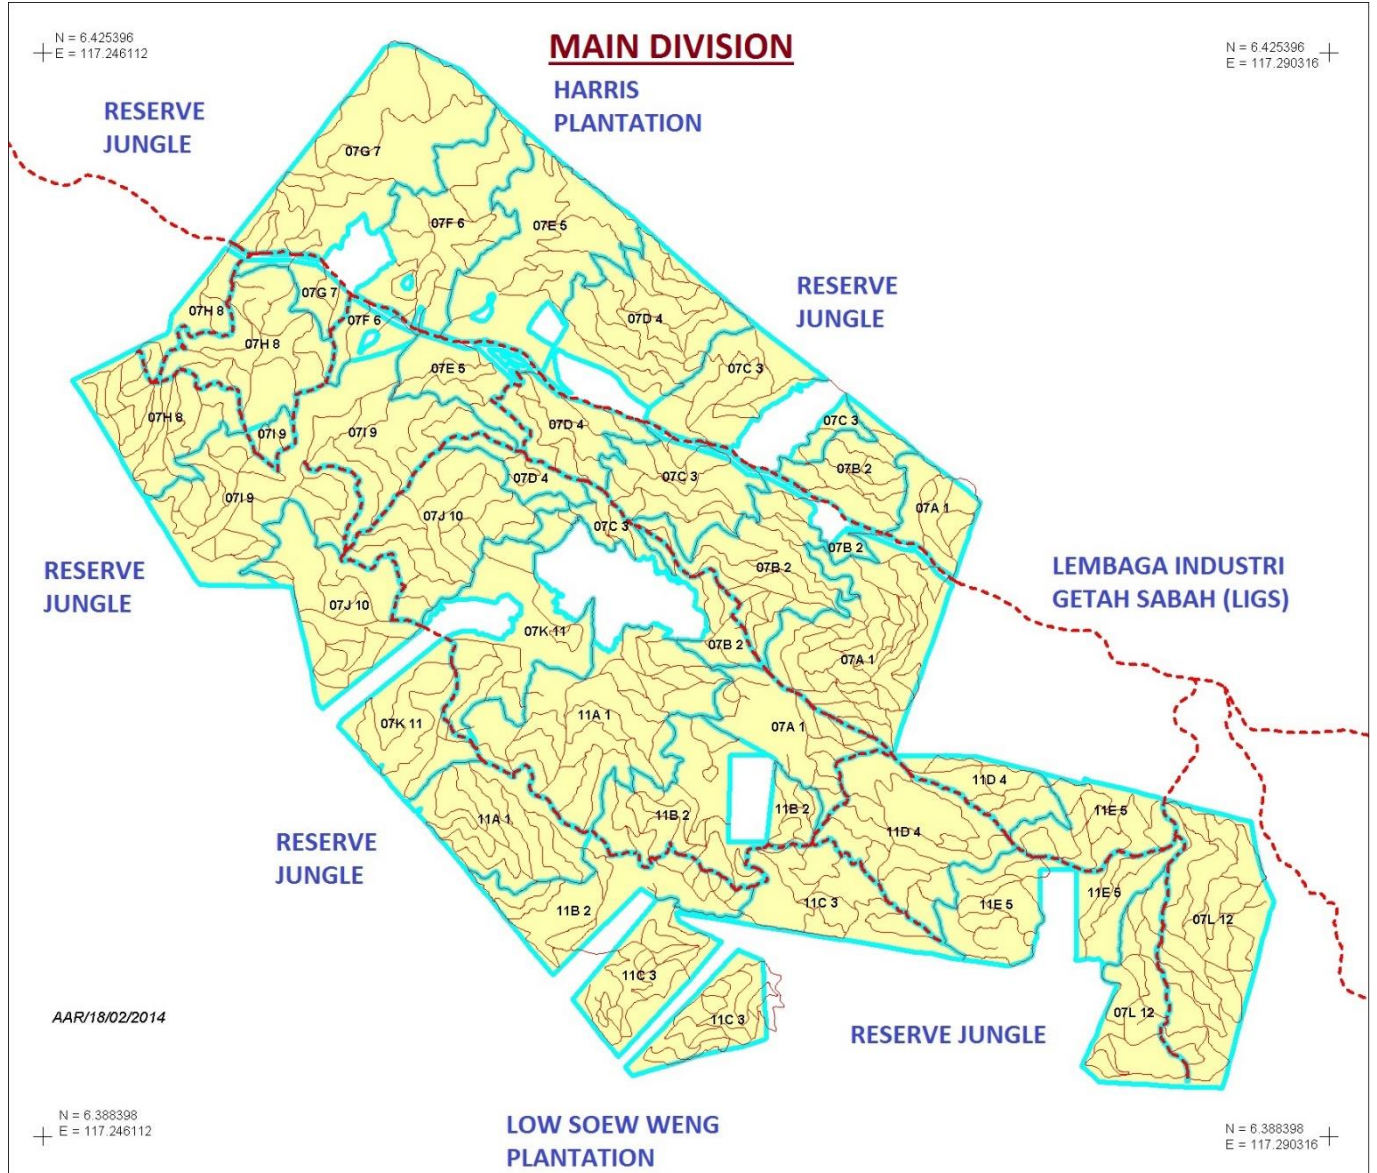 N = 6.425396
E = 117.246112
MAIN DIVISION
N = 6.425396
E = 117.290316
HARRIS
PLANTATION
RESERVE
JUNGLE
07G 7
07F 6
07E 5
RESERVE
JUNGLE
07G 7
07H 8
07F 6
07D 4
07H 8
07E 5
07C 3
07H 8
07I 9
07I 9
07D 4
07C 3
07B 2
07I 9
07D 4
07C 3
07A 1
07J 10
07C 3
07B 2
07B 2
RESERVE
JUNGLE
LEMBAGA INDUSTRI
GETAH SABAH (LIGS)
07J 10
07K 11
07B 2
07A 1
07K 11
11A 1
07A 1
11D 4
11A 1
11B 2
11B 2
11D 4
11E 5
RESERVE
JUNGLE
11B 2
11C 3
11E 5
11E 5
07L 12
11C 3
11C 3
07L 12
AAR/18/02/2014
RESERVE JUNGLE
N = 6.388398
E = 117.246112
LOW SOEW WENG
PLANTATION
N = 6.388398
E = 117.290316